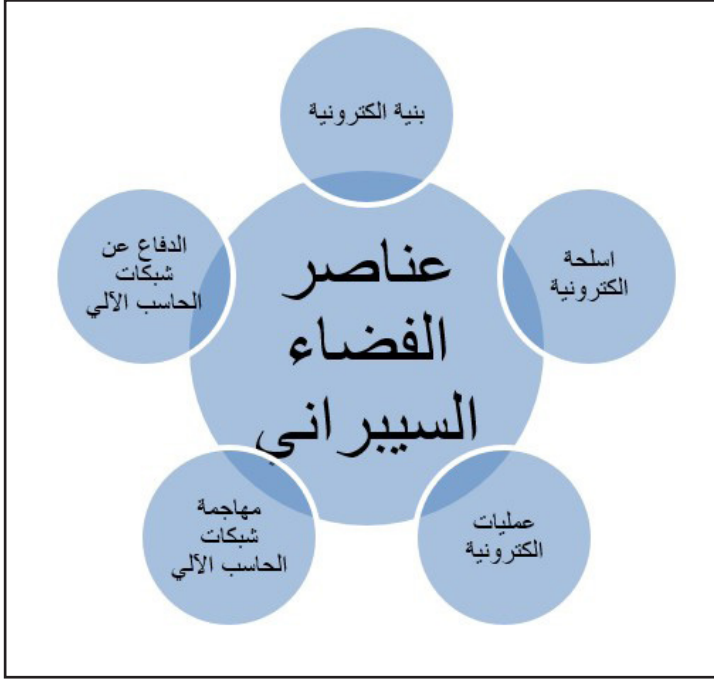 بنية الكترونية
اسلحة
الكترونية
عمليات
الكترونية
مهاجمة
شبكات
الحاسب الآلي
الدفاع عن
شبكات
الحاسب الآلي
عناصر
الفضاء
السيبراني